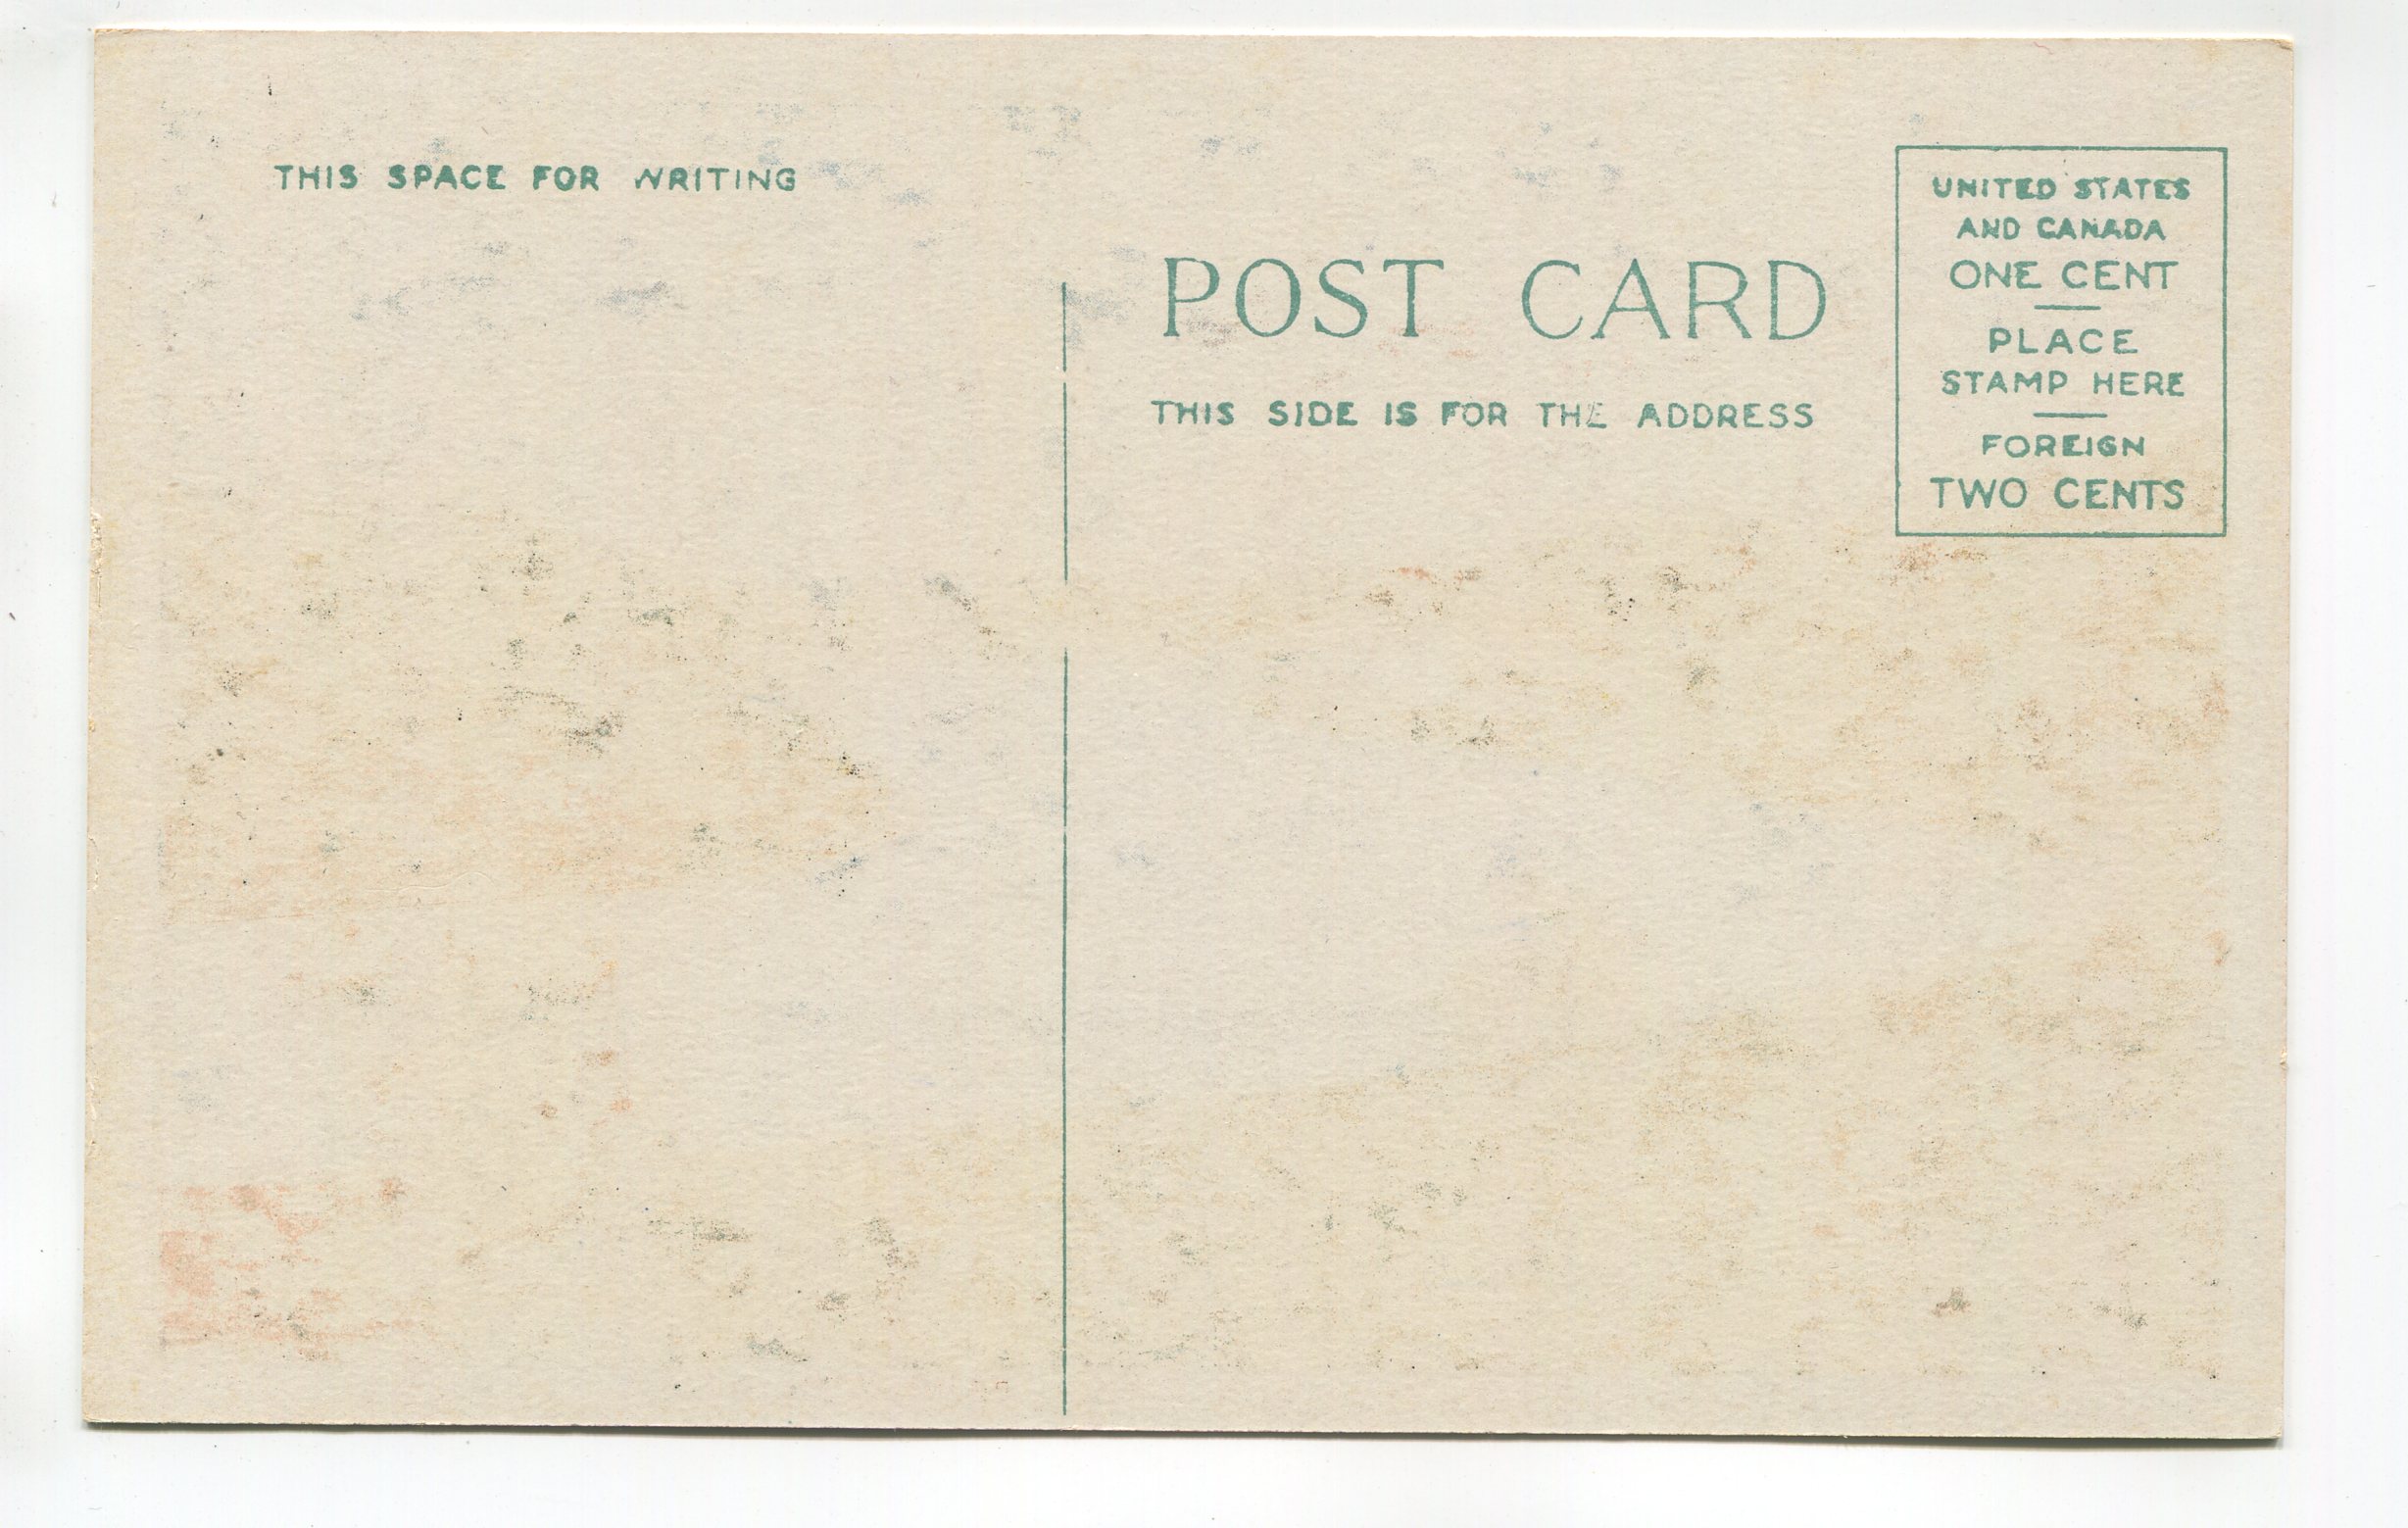 THIS SPACE FOR WRITING
POST CARD
THIS SIDE IS FOR THE ADDRESS
UNITED STATES
AND CANADA
ONE CENT
PLACE
STAMP HERE
FOREIGN
TWO CENTS